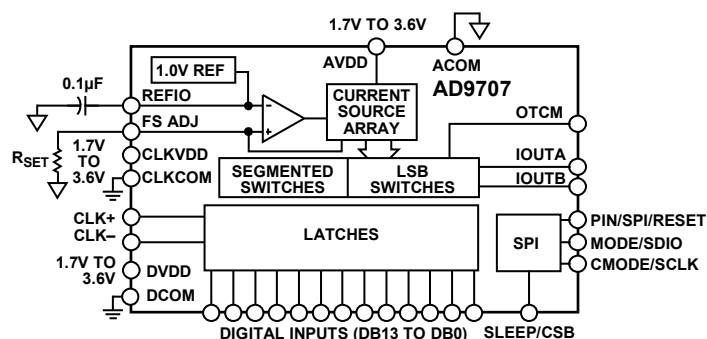 1.7V TO 3.6V
AVDD
ACOM
AD9707
1.0V REF
0.1µF
REFIO
CURRENT
SOURCE
ARRAY
OTCM
FS ADJ
RSET
1.7V
TO
3.6V
CLKVDD
CLKCOM
SEGMENTED
SWITCHES
LSB
SWITCHES
IOUTA
IOUTB
CLK+
CLK–
LATCHES
SPI
PIN/SPI/RESET
MODE/SDIO
CMODE/SCLK
1.7V TO
3.6V
DVDD
DCOM
DIGITAL INPUTS (DB13 TO DB0)
SLEEP/CSB